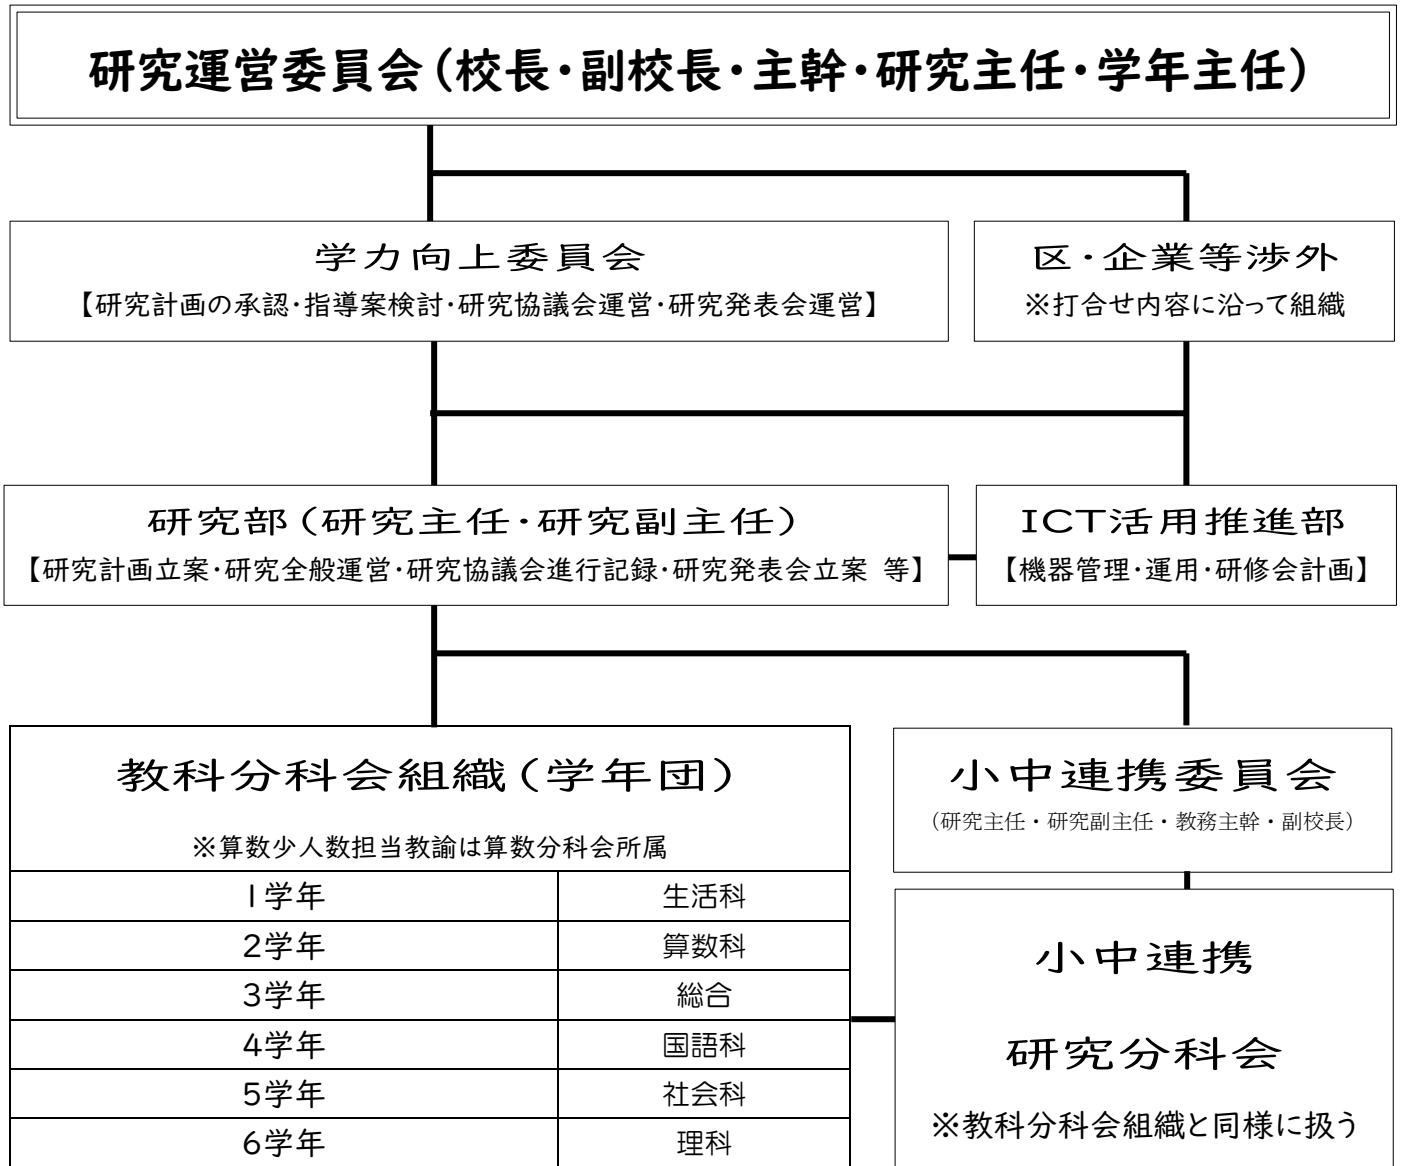 研究運営委員会（校長・副校長・主幹・研究主任・学年主任）
学力向上委員会
【研究計画の承認・指導案検討・研究協議会運営・研究発表会運営】
区・企業等渉外
※打合せ内容に沿って組織
研究部（研究主任・研究副主任）
【研究計画立案・研究全般運営・研究協議会進行記録・研究発表会立案 等】
ICT活用推進部
【機器管理・運用・研修会計画】
教科分科会組織（学年団）
※算数少人数担当教諭は算数分科会所属
1学年 生活科
2学年 算数科
3学年 総合
4学年 国語科
5学年 社会科
6学年 理科
小中連携委員会
（研究主任・研究副主任・教務主幹・副校長）
小中連携
研究分科会
※教科分科会組織と同様に扱う